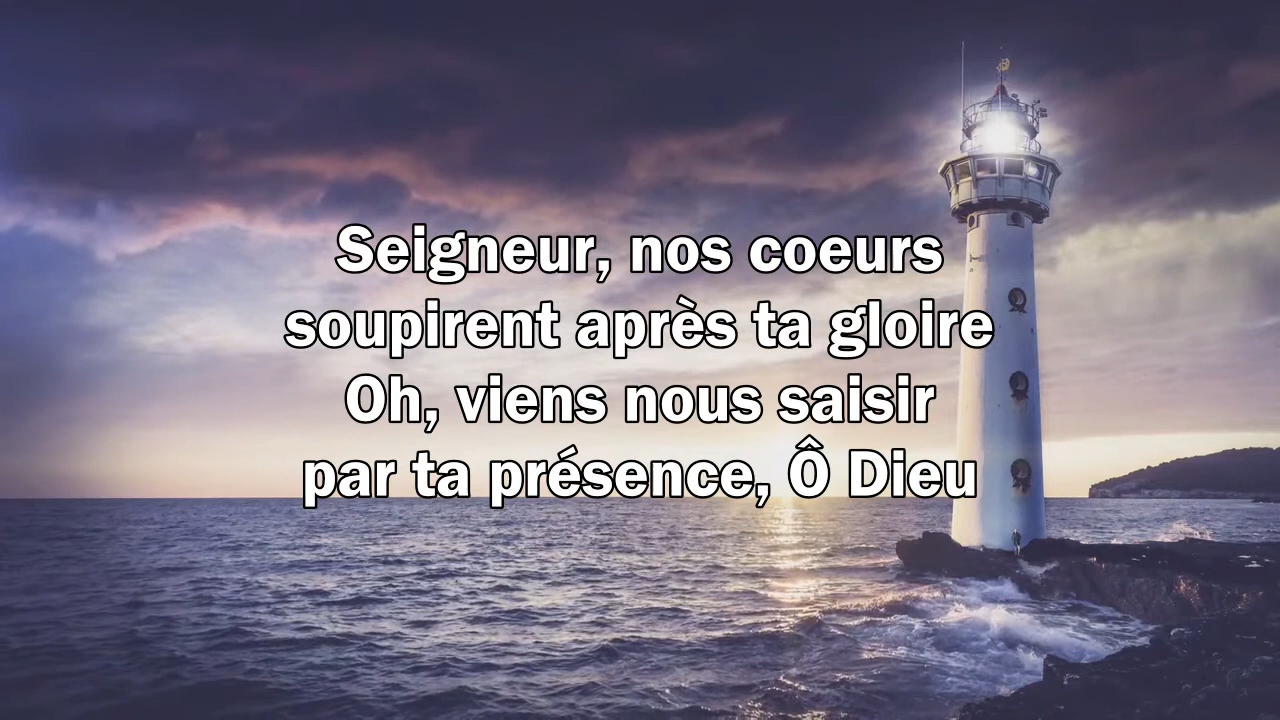 Seigneur, nos coeurs
soupirent après ta gloire
Oh, viens nous saisir
par ta présence, Ô Dieu